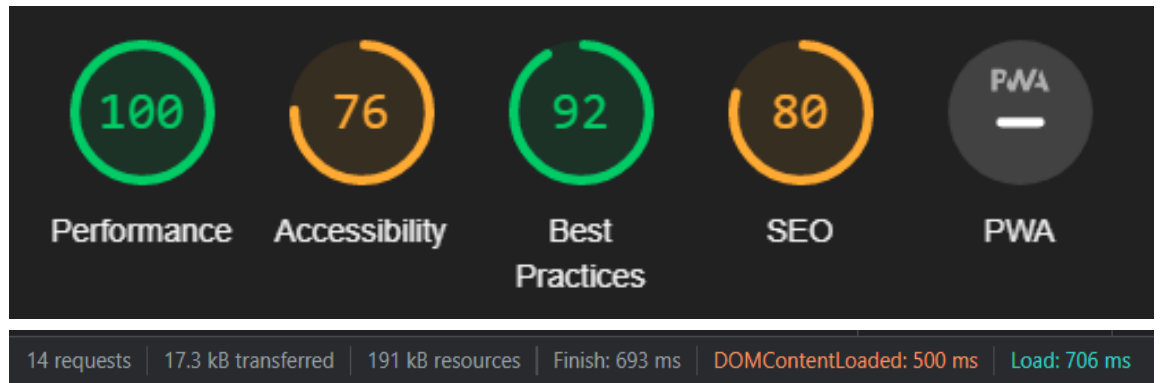 100 76 92 80 PWA
Performance Accessibility Best Practices SEO PWA
14 requests 17.3 kB transferred 191 kB resources Finish: 693 ms DOMContentLoaded: 500 ms Load: 706 ms